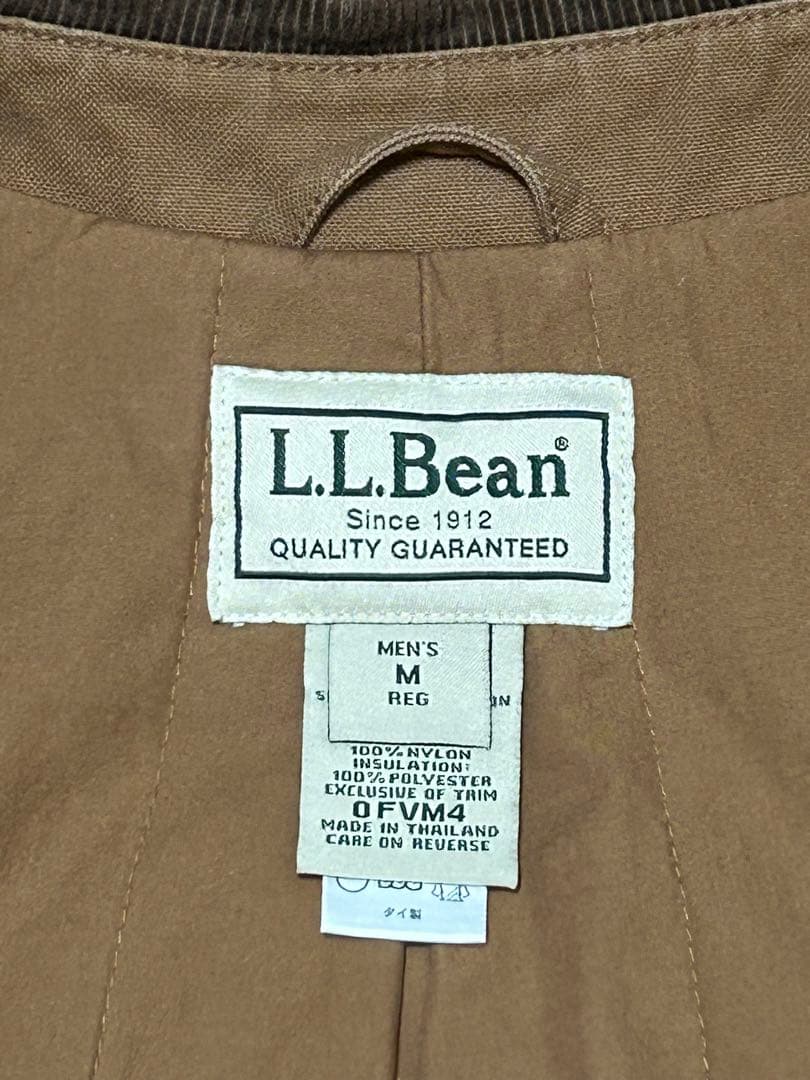 L.L.Bean®
Since 1912
QUALITY GUARANTEED
MEN'S
M
REG
100% NYLON
INSULATION:
100% POLYESTER
EXCLUSIVE OF TRIM
0FVM4
MADE IN THAILAND
CARE ON REVERSE
タイ製